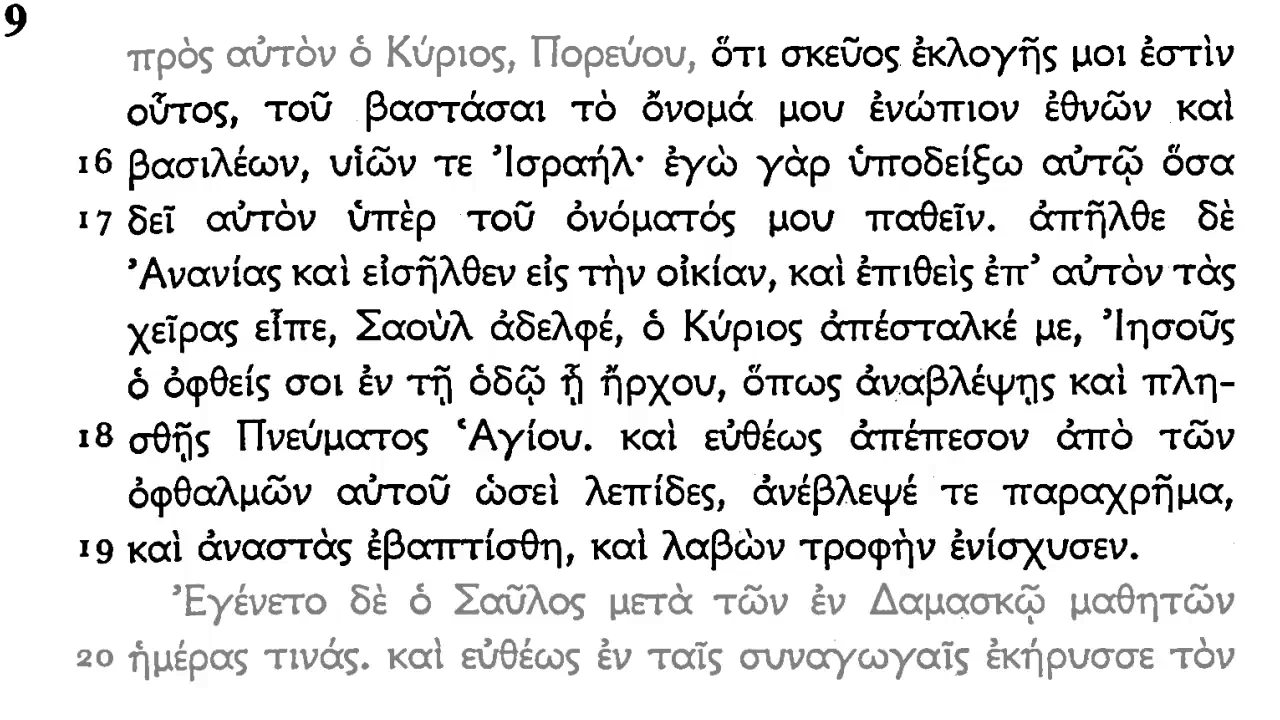 9
πρὸς αὐτὸν ὁ Κύριος, Πορεύου, ὅτι σκεῦος ἐκλογῆς μοι ἐστὶν
οὗτος, τοῦ βαστάσαι τὸ ὄνομά μου ἐνώπιον ἐθνῶν καὶ
16 βασιλέων, υἱῶν τε Ἰσραήλ· ἐγὼ γὰρ ὑποδείξω αὐτῷ ὅσα
17 δεῖ αὐτὸν ὑπὲρ τοῦ ὀνόματός μου παθεῖν. ἀπῆλθε δὲ
Ἀνανίας καὶ εἰσῆλθεν εἰς τὴν οἰκίαν, καὶ ἐπιθεὶς ἐπ’ αὐτὸν τὰς
χεῖρας εἶπε, Σαοὺλ ἀδελφέ, ὁ Κύριος ἀπέσταλκέ με, Ἰησοῦς
ὁ ὀφθείς σοι ἐν τῇ ὁδῷ ᾗ ἤρχου, ὅπως ἀναβλέψῃς καὶ πλη-
18 σθῇς Πνεύματος Ἁγίου. καὶ εὐθέως ἀπέπεσον ἀπὸ τῶν
ὀφθαλμῶν αὐτοῦ ὡσεὶ λεπίδες, ἀνέβλεψέ τε παραχρῆμα,
19 καὶ ἀναστὰς ἐβαπτίσθη, καὶ λαβὼν τροφὴν ἐνίσχυσεν.
Ἐγένετο δὲ ὁ Σαῦλος μετὰ τῶν ἐν Δαμασκῷ μαθητῶν
20 ἡμέρας τινάς. καὶ εὐθέως ἐν ταῖς συναγωγαῖς ἐκήρυσσε τὸν